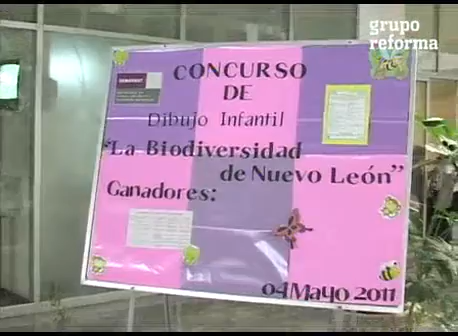 grupo
reforma
CONCURSO
DE
Dibujo Infantil
"La Biodiversidad
de Nuevo León"
Ganadores:
04 Mayo 2011